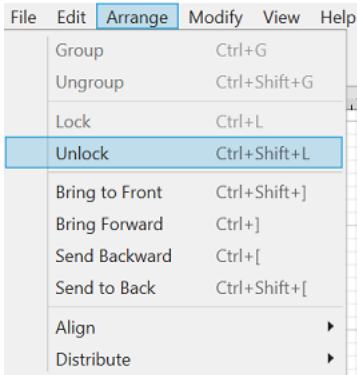 File Edit Arrange Modify View Help
Group Ctrl+G
Ungroup Ctrl+Shift+G
Lock Ctrl+L
Unlock Ctrl+Shift+L
Bring to Front Ctrl+Shift+]
Bring Forward Ctrl+]
Send Backward Ctrl+[
Send to Back Ctrl+Shift+[
Align
Distribute